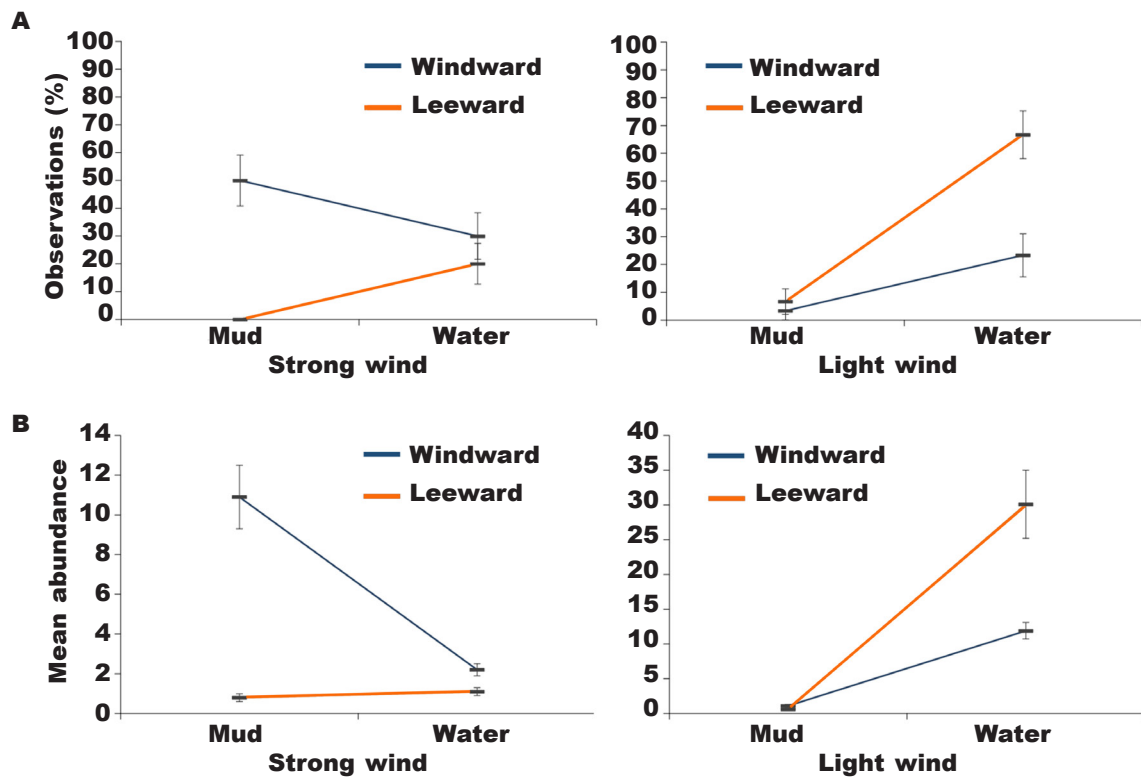 A
Observations (%)
100
90
80
70
60
50
40
30
20
10
0
Windward
Leeward
Mud Water
Strong wind
100
90
80
70
60
50
40
30
20
10
0
Windward
Leeward
Mud Water
Light wind
B
Mean abundance
14
12
10
8
6
4
2
0
Windward
Leeward
Mud Water
Strong wind
40
35
30
25
20
15
10
5
0
Windward
Leeward
Mud Water
Light wind